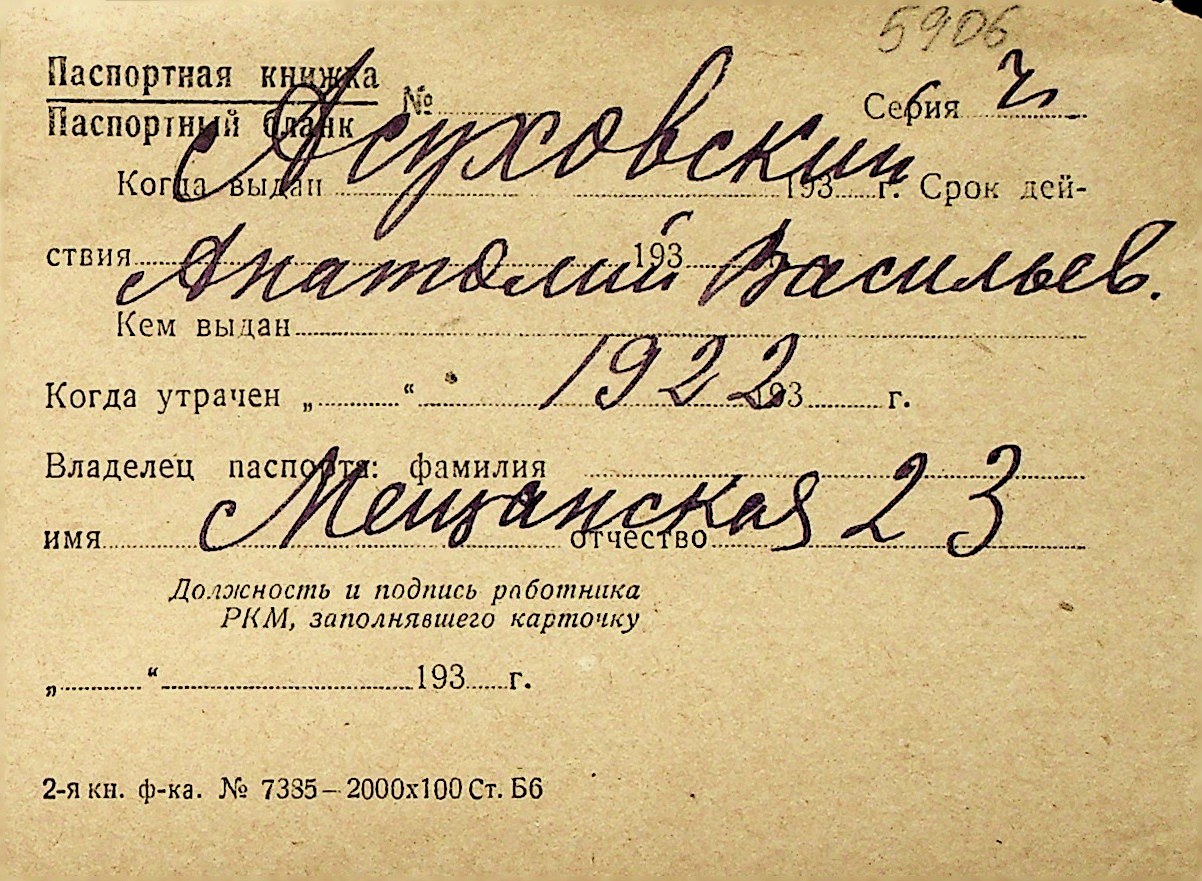 5906
Паспортная книжка
Паспортный бланк № Серия
Асуховский
Когда выдан 193 г. Срок дей-
ствия 193
Анатолий Васильев.
Кем выдан
1922
Когда утрачен „ “ 193 г.
Владелец паспорта: фамилия
Мещанская 23
имя отчество
Должность и подпись работника
РКМ, заполнявшего карточку
„ “ 193 г.
2-я кн. ф-ка. № 7385—2000х100 Ст. Б6